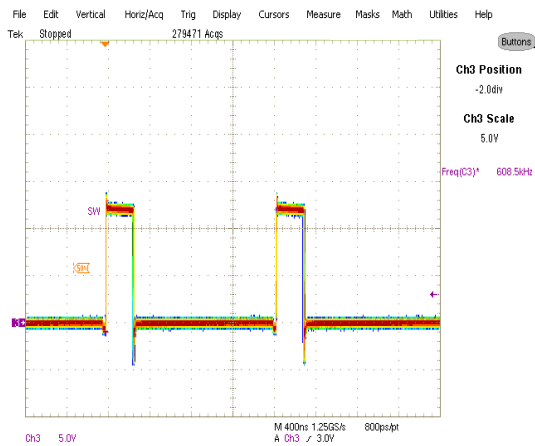 File Edit Vertical Horiz/Acq Trig Display Cursors Measure Masks Math Utilities Help
Tek Stopped 279471 Acqs
Buttons
Ch3 Position
-2.0div
Ch3 Scale
5.0V
Freq(C3)* 608.5kHz
SW
50%
3
M 400ns 1.25GS/s 800ps/pt
Ch3 5.0V
A Ch3 / 3.0V